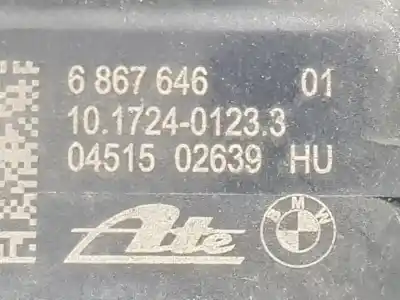 6 867 646 01
10.1724-0123.3
04515 02639 HU
Ate BMW